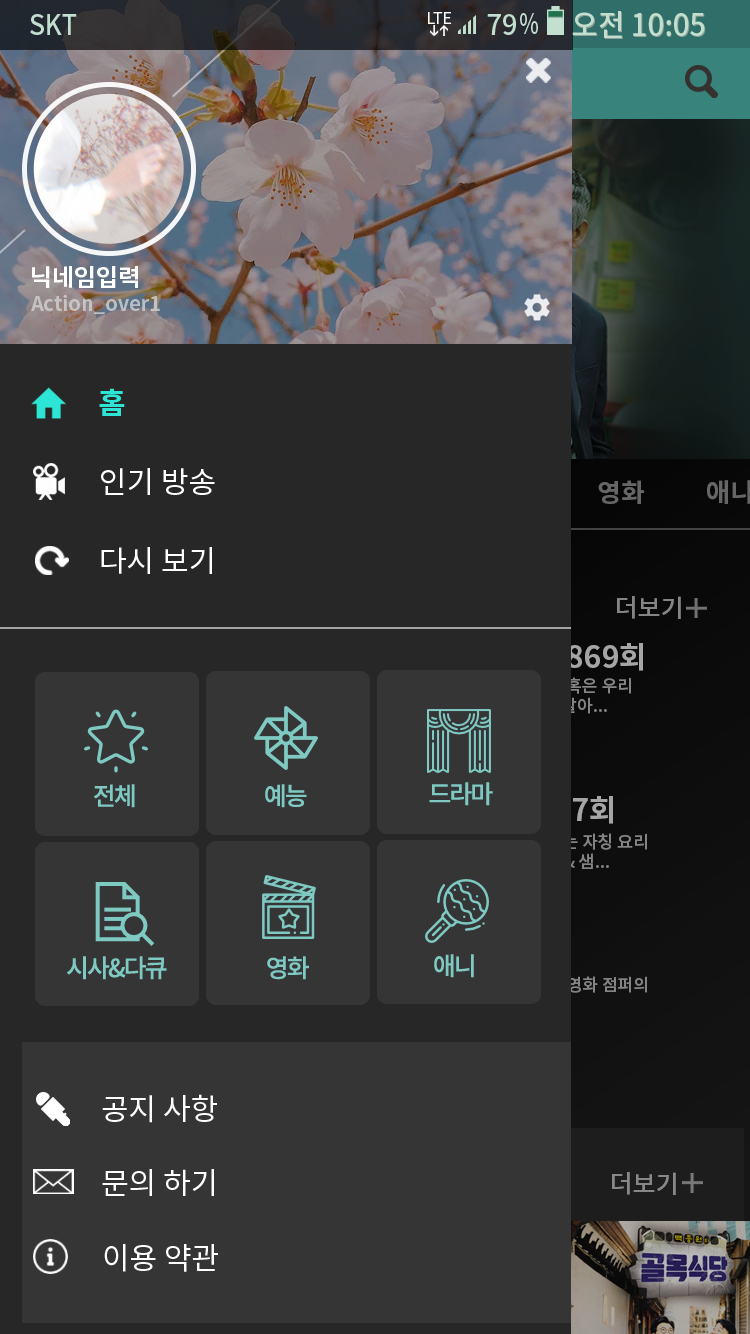 SKT LTE 79% 오전 10:05
닉네임입력
Action_over1
홈
인기 방송
다시 보기
영화 애니
더보기+
869회
혹은 우리
7회
는 자칭 요리
& 샘...
영화 점퍼의
전체 예능 드라마
시사&다큐 영화 애니
공지 사항
문의 하기
이용 약관
더보기+
골목식당